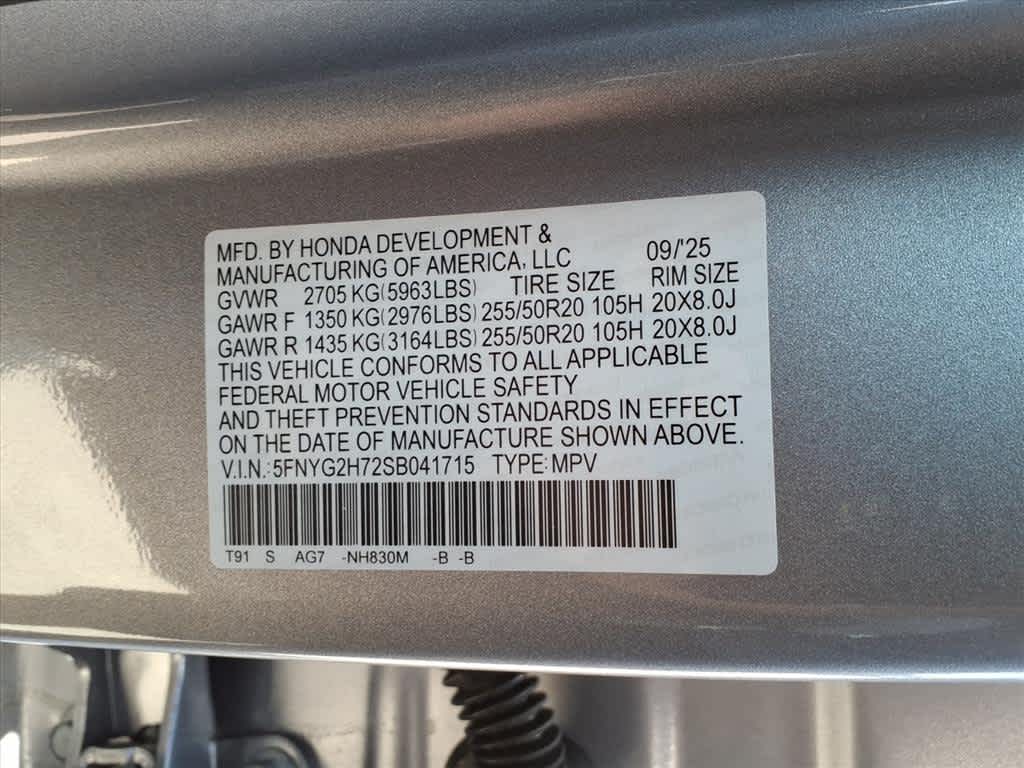 MFD. BY HONDA DEVELOPMENT &
MANUFACTURING OF AMERICA, LLC 09/'25
GVWR 2705 KG(5963LBS) TIRE SIZE RIM SIZE
GAWR F 1350 KG(2976LBS) 255/50R20 105H 20X8.0J
GAWR R 1435 KG(3164LBS) 255/50R20 105H 20X8.0J
THIS VEHICLE CONFORMS TO ALL APPLICABLE
FEDERAL MOTOR VEHICLE SAFETY
AND THEFT PREVENTION STANDARDS IN EFFECT
ON THE DATE OF MANUFACTURE SHOWN ABOVE.
V.I.N.: 5FNYG2H72SB041715 TYPE: MPV
T91 S AG7 -NH830M -B -B